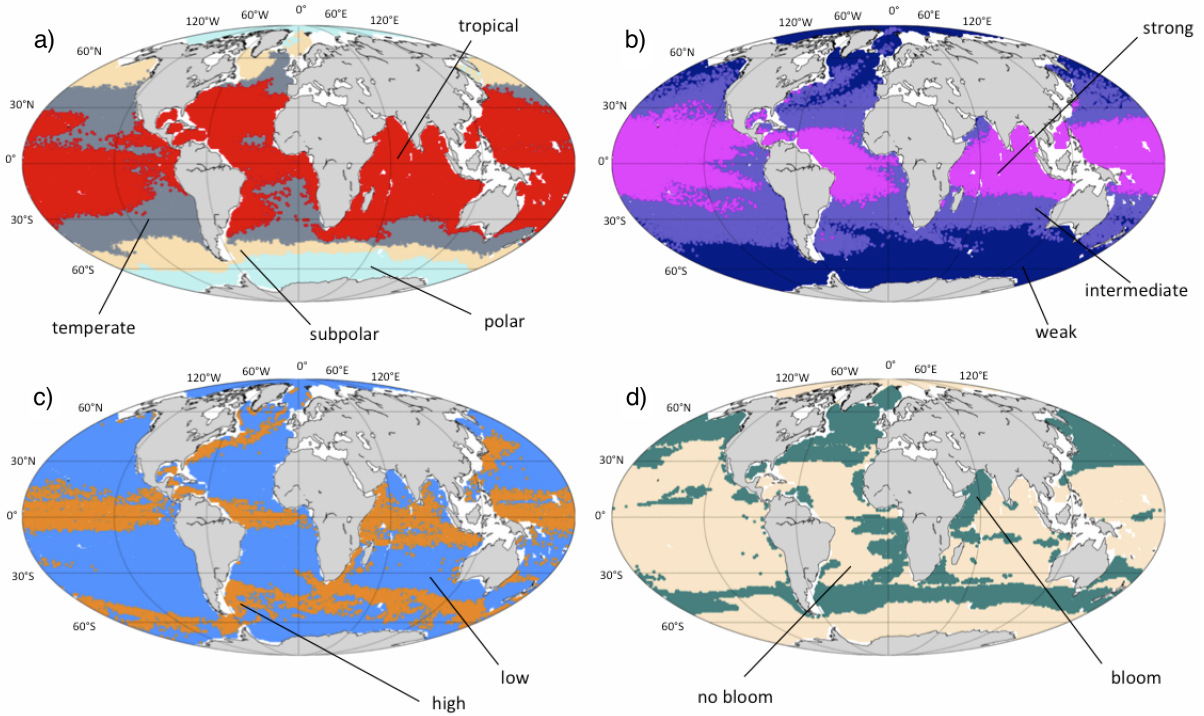 a)
120°W 60°W 0° 60°E 120°E
60°N
30°N
0°
30°S
60°S
tropical
temperate
subpolar
polar
b)
120°W 60°W 0° 60°E 120°E
60°N
30°N
0°
30°S
60°S
strong
intermediate
weak
c)
120°W 60°W 0° 60°E 120°E
60°N
30°N
0°
30°S
60°S
low
high
d)
120°W 60°W 0° 60°E 120°E
60°N
30°N
0°
30°S
60°S
no bloom
bloom